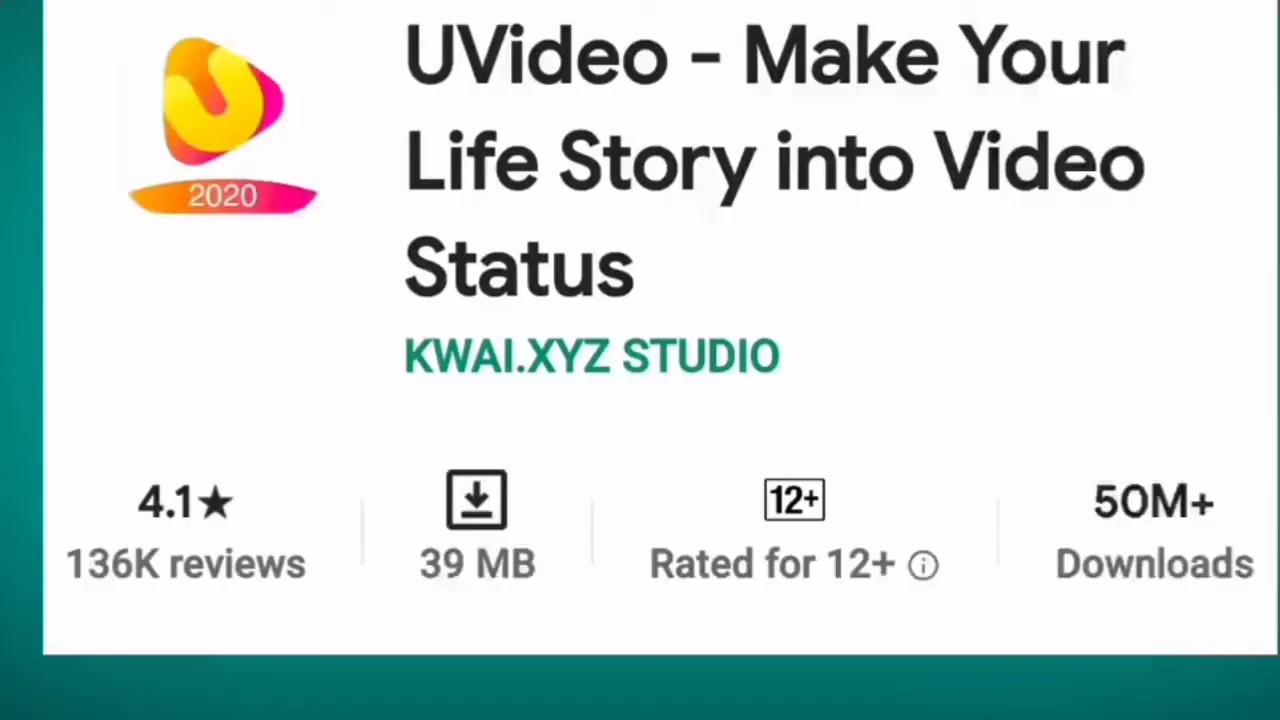 UVideo - Make Your
Life Story into Video
Status
2020
KWAI.XYZ STUDIO
4.1★
136K reviews
39 MB
12+
Rated for 12+
50M+
Downloads